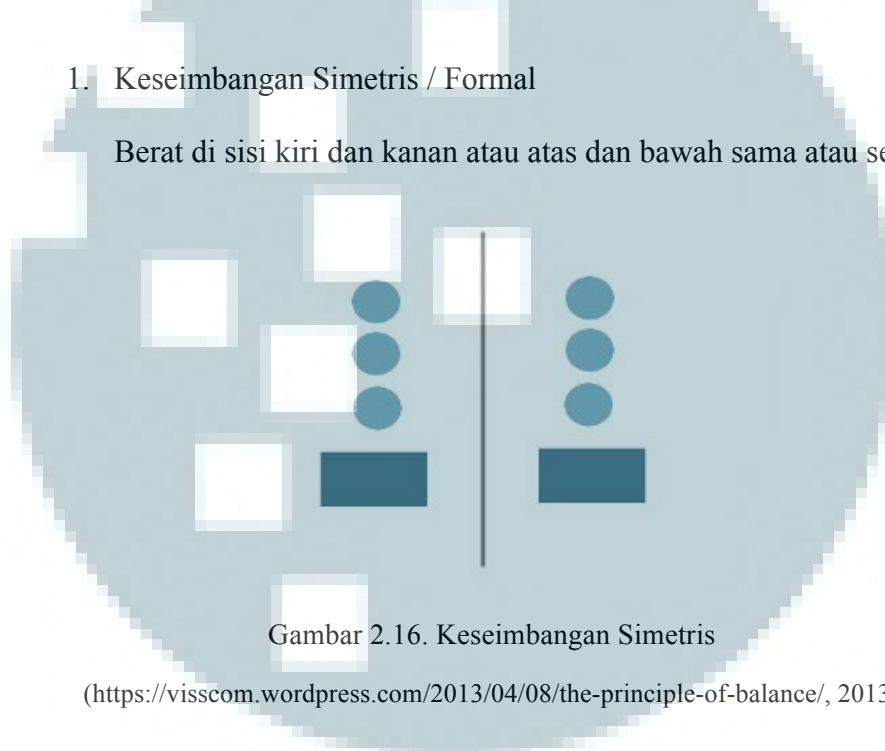 1. Keseimbangan Simetris / Formal
Berat di sisi kiri dan kanan atau atas dan bawah sama atau
Gambar 2.16. Keseimbangan Simetris
(https://visscom.wordpress.com/2013/04/08/the-principle-of-balance/, 2013